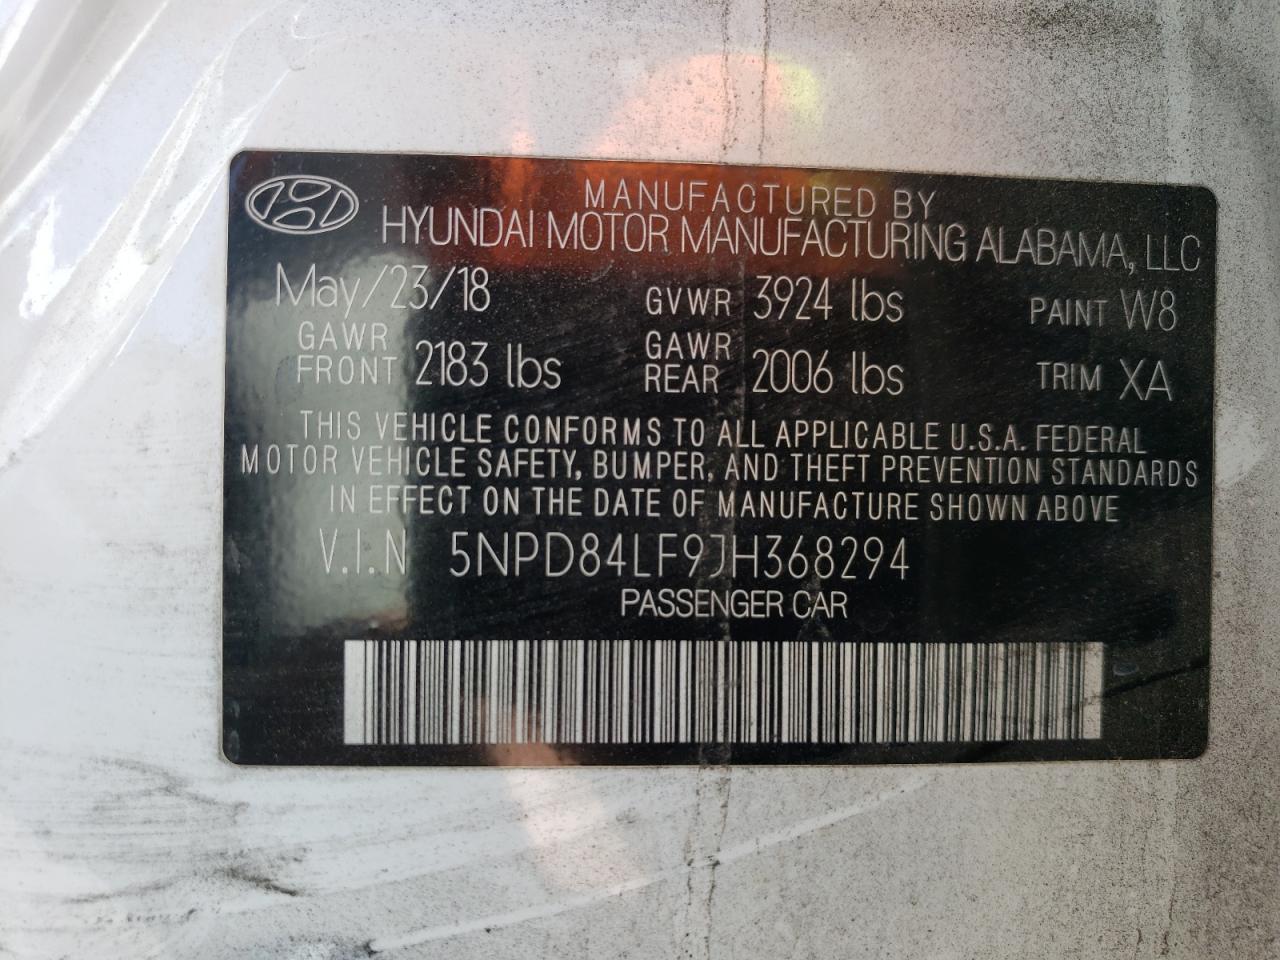 MANUFACTURED BY
HYUNDAI MOTOR MANUFACTURING ALABAMA, LLC
May/23/18 GVWR 3924 lbs PAINT W8
GAWR FRONT 2183 lbs GAWR REAR 2006 lbs TRIM XA
THIS VEHICLE CONFORMS TO ALL APPLICABLE U.S.A. FEDERAL
MOTOR VEHICLE SAFETY, BUMPER, AND THEFT PREVENTION STANDARDS
IN EFFECT ON THE DATE OF MANUFACTURE SHOWN ABOVE
V.I.N 5NPD84LF9JH368294
PASSENGER CAR